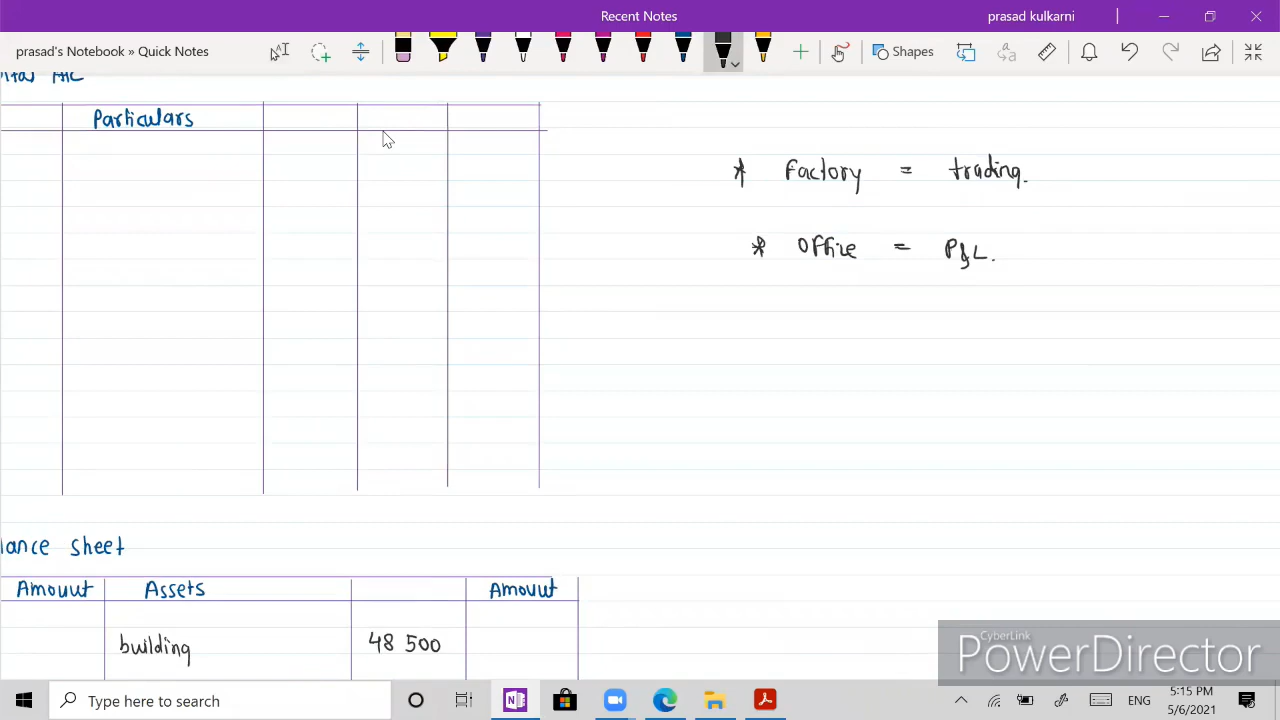 Recent Notes
prasad kulkarni
prasad's Notebook » Quick Notes
Shapes
Particulars
* Factory = trading.
* Office = P&L.
lance sheet
Amount Assets Amount
building 48 500
CyberLink
PowerDirector
Type here to search
ENG
5:15 PM
5/6/2021